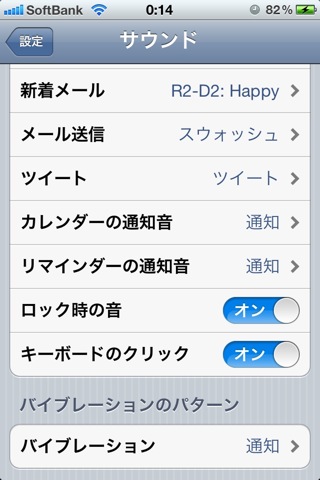 SoftBank 0:14 82%
設定 サウンド
新着メール R2-D2: Happy
メール送信 スウォッシュ
ツイート ツイート
カレンダーの通知音 通知
リマインダーの通知音 通知
ロック時の音 オン
キーボードのクリック オン
バイブレーションのパターン
バイブレーション 通知